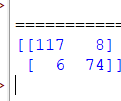 ============
[[117   8]
 [  6  74]]